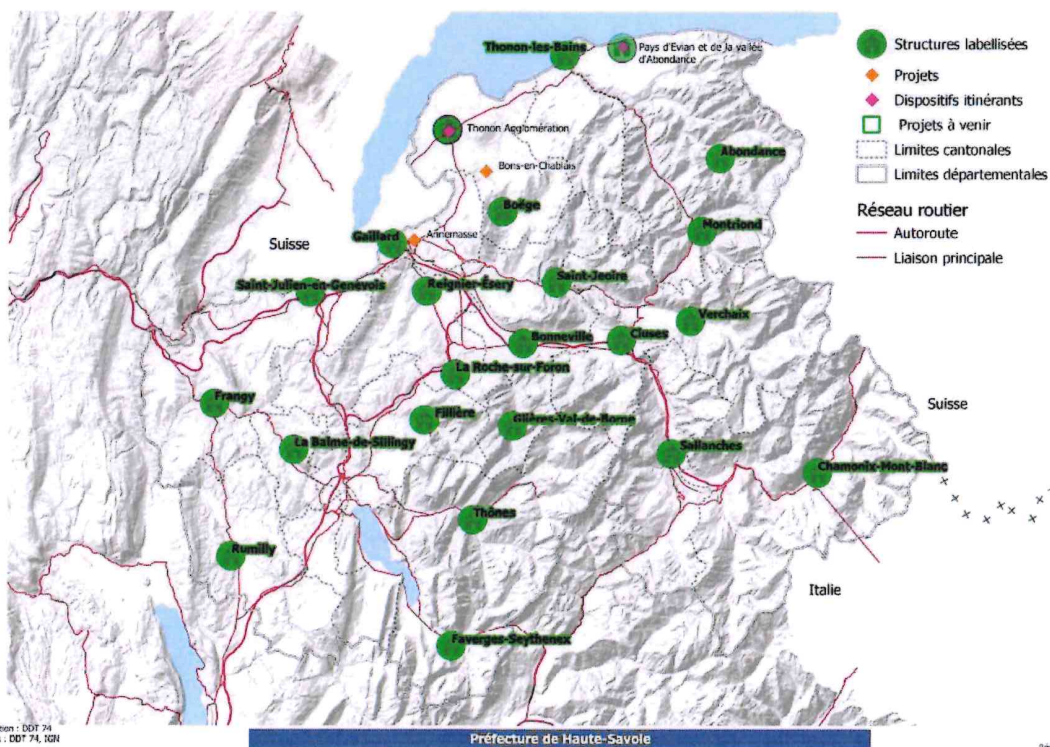 Thonon-les-Bains
Pays d'Evian et de la vallée
d'Abondance
Thonon Agglomération
Bons-en-Chablais
Abondance
Boëge
Montriond
Suisse
Gaillard
Annemasse
Saint-Julien-en-Genévois
Reignier-Ésery
Saint-Jeoire
Verchaix
Bonneville
Cluses
La Roche-sur-Foron
Frangy
Fillière
Glières-Val-de-Borne
Suisse
La Balme-de-Sillingy
Sallanches
Chamonix-Mont-Blanc
Thônes
Rumilly
Italie
Faverges-Seythenex
Structures labellisées
Projets
Dispositifs itinérants
Projets à venir
Limites cantonales
Limites départementales
Réseau routier
Autoroute
Liaison principale
: DDT 74
: DDT 74, IGN
Préfecture de Haute-Savoie